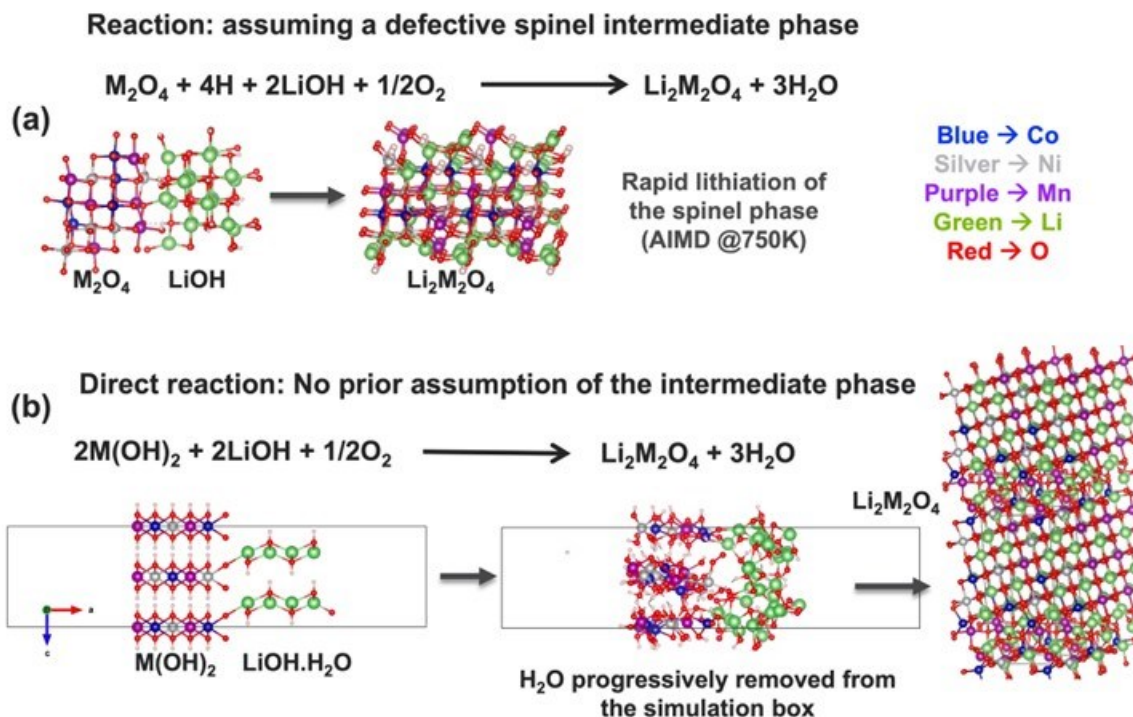 Reaction: assuming a defective spinel intermediate phase
M₂O₄ + 4H + 2LiOH + 1/2O₂ → Li₂M₂O₄ + 3H₂O
(a)
Blue → Co
Silver → Ni
Purple → Mn
Green → Li
Red → O
Rapid lithiation of
the spinel phase
(AIMD @750K)
M₂O₄ LiOH
Li₂M₂O₄
Direct reaction: No prior assumption of the intermediate phase
(b)
2M(OH)₂ + 2LiOH + 1/2O₂ → Li₂M₂O₄ + 3H₂O
Li₂M₂O₄
a
c
M(OH)₂ LiOH.H₂O
H₂O progressively removed from
the simulation box